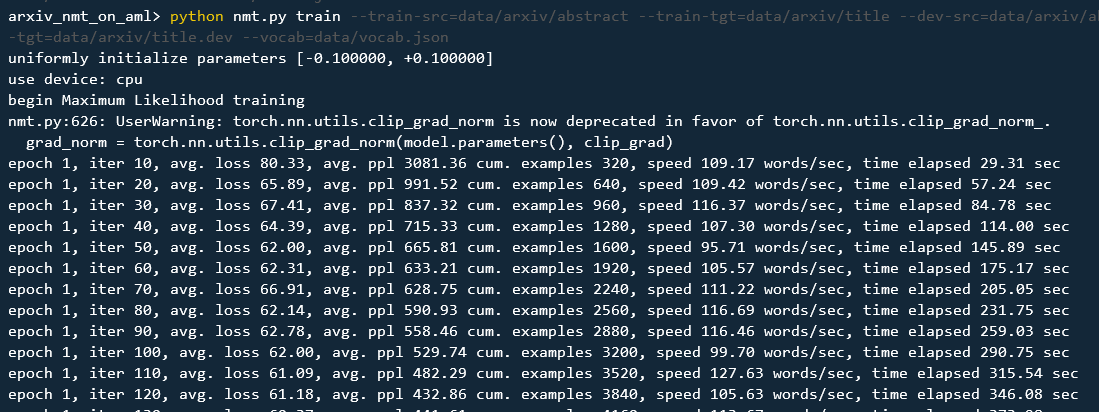 arxiv_nmt_on_aml> python nmt.py train --train-src=data/arxiv/abstract --train-tgt=data/arxiv/title --dev-src=data/arxiv/
-tgt=data/arxiv/title.dev --vocab=data/vocab.json
uniformly initialize parameters [-0.100000, +0.100000]
use device: cpu
begin Maximum Likelihood training
nmt.py:626: UserWarning: torch.nn.utils.clip_grad_norm is now deprecated in favor of torch.nn.utils.clip_grad_norm_.
grad_norm = torch.nn.utils.clip_grad_norm(model.parameters(), clip_grad)
epoch 1, iter 10, avg. loss 80.33, avg. ppl 3081.36 cum. examples 320, speed 109.17 words/sec, time elapsed 29.31 sec
epoch 1, iter 20, avg. loss 65.89, avg. ppl 991.52 cum. examples 640, speed 109.42 words/sec, time elapsed 57.24 sec
epoch 1, iter 30, avg. loss 67.41, avg. ppl 837.32 cum. examples 960, speed 116.37 words/sec, time elapsed 84.78 sec
epoch 1, iter 40, avg. loss 64.39, avg. ppl 715.33 cum. examples 1280, speed 107.30 words/sec, time elapsed 114.00 sec
epoch 1, iter 50, avg. loss 62.00, avg. ppl 665.81 cum. examples 1600, speed 95.71 words/sec, time elapsed 145.89 sec
epoch 1, iter 60, avg. loss 62.31, avg. ppl 633.21 cum. examples 1920, speed 105.57 words/sec, time elapsed 175.17 sec
epoch 1, iter 70, avg. loss 66.91, avg. ppl 628.75 cum. examples 2240, speed 111.22 words/sec, time elapsed 205.05 sec
epoch 1, iter 80, avg. loss 62.14, avg. ppl 590.93 cum. examples 2560, speed 116.69 words/sec, time elapsed 231.75 sec
epoch 1, iter 90, avg. loss 62.78, avg. ppl 558.46 cum. examples 2880, speed 116.46 words/sec, time elapsed 259.03 sec
epoch 1, iter 100, avg. loss 62.00, avg. ppl 529.74 cum. examples 3200, speed 99.70 words/sec, time elapsed 290.75 sec
epoch 1, iter 110, avg. loss 61.09, avg. ppl 482.29 cum. examples 3520, speed 127.63 words/sec, time elapsed 315.54 sec
epoch 1, iter 120, avg. loss 61.18, avg. ppl 432.86 cum. examples 3840, speed 105.63 words/sec, time elapsed 346.08 sec